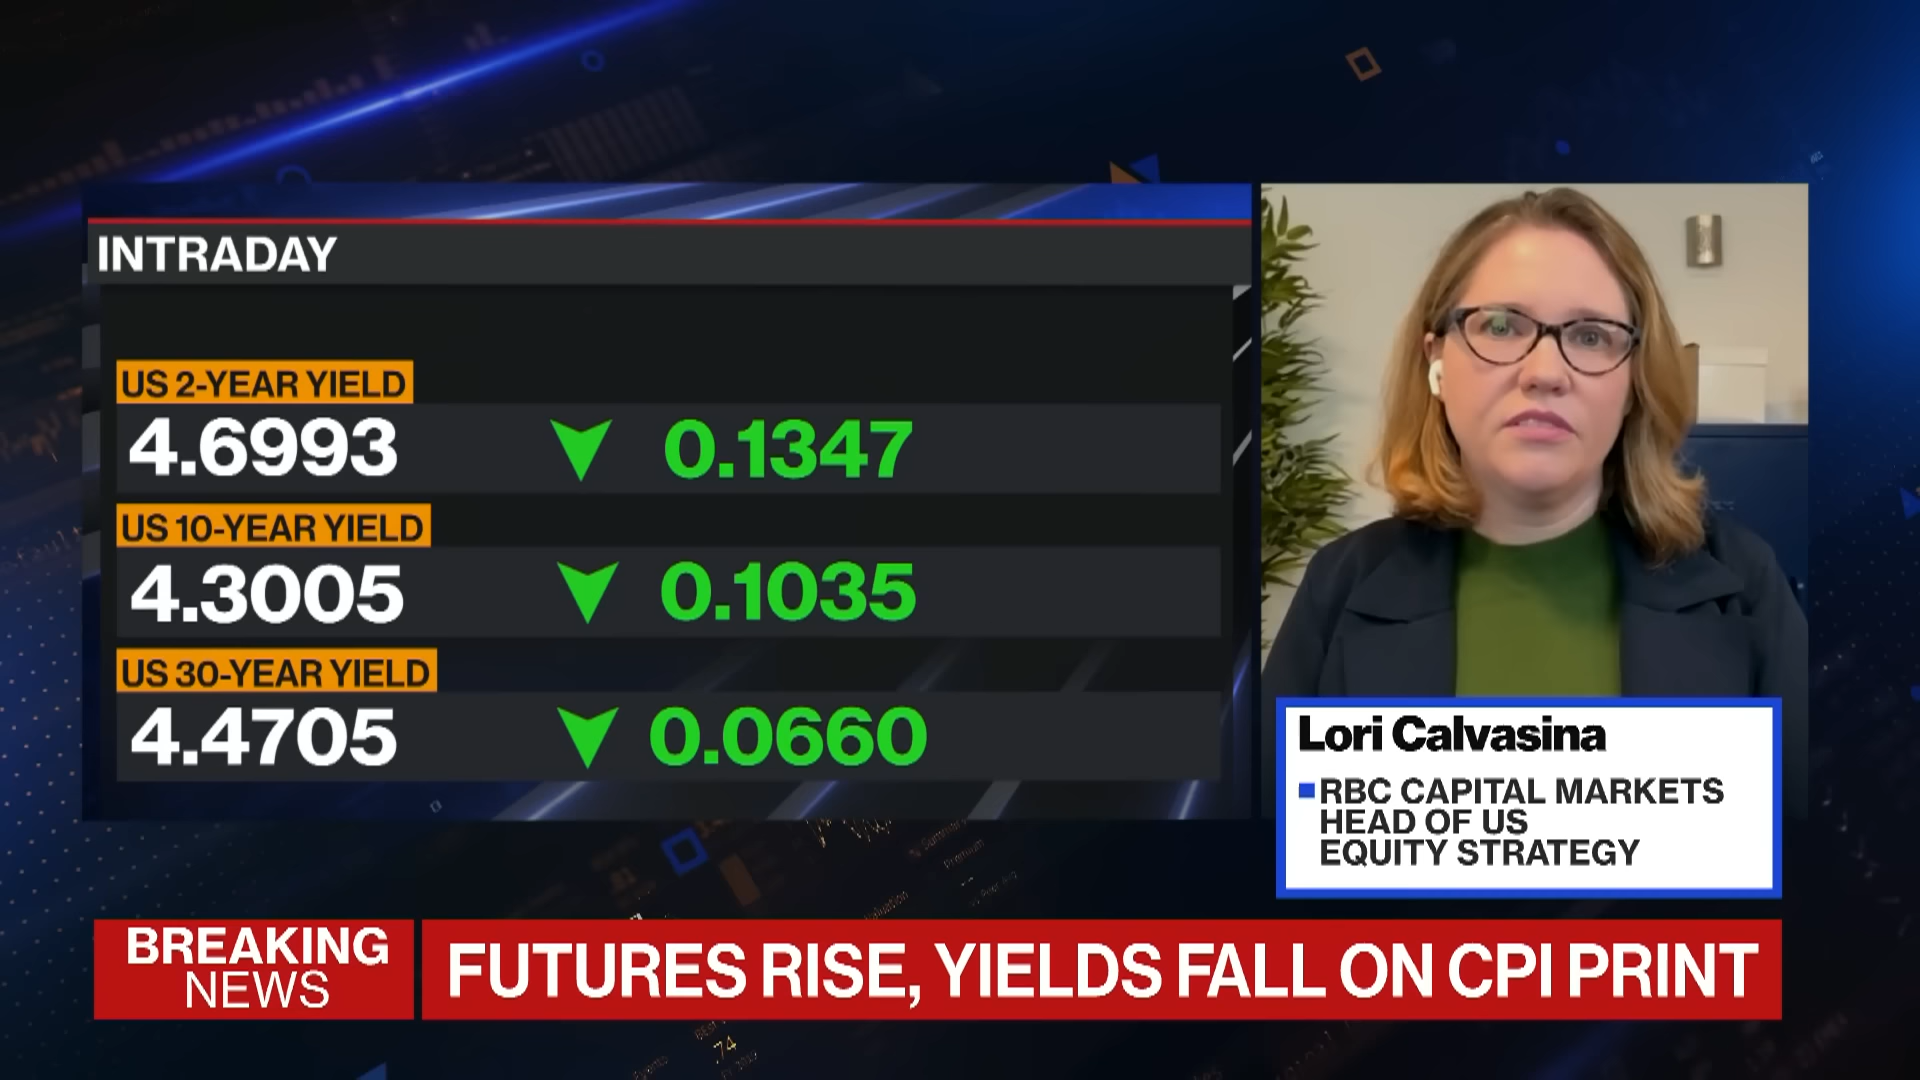 INTRADAY
US 2-YEAR YIELD
4.6993 ▼ 0.1347
US 10-YEAR YIELD
4.3005 ▼ 0.1035
US 30-YEAR YIELD
4.4705 ▼ 0.0660
Lori Calvasina
RBC CAPITAL MARKETS
HEAD OF US
EQUITY STRATEGY
BREAKING
NEWS
FUTURES RISE, YIELDS FALL ON CPI PRINT
74